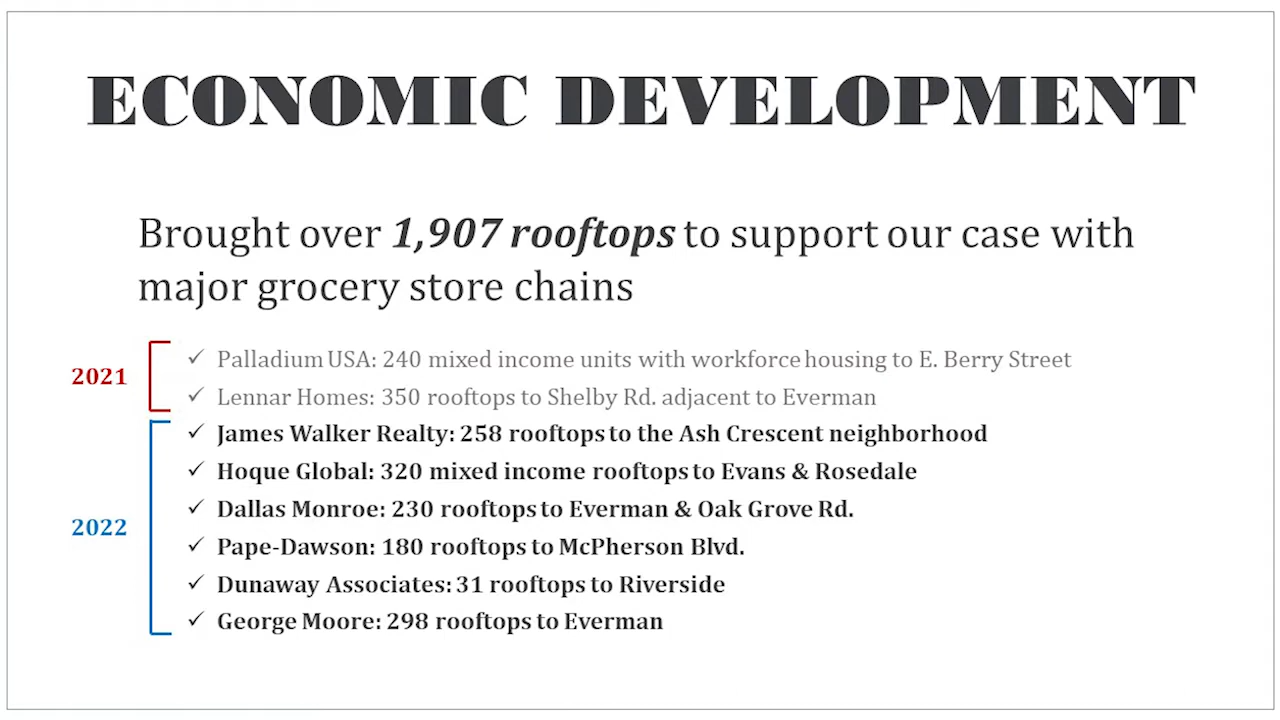 ECONOMIC DEVELOPMENT
Brought over 1,907 rooftops to support our case with
major grocery store chains
2021
✓ Palladium USA: 240 mixed income units with workforce housing to E. Berry Street
✓ Lennar Homes: 350 rooftops to Shelby Rd. adjacent to Everman
2022
✓ James Walker Realty: 258 rooftops to the Ash Crescent neighborhood
✓ Hoque Global: 320 mixed income rooftops to Evans & Rosedale
✓ Dallas Monroe: 230 rooftops to Everman & Oak Grove Rd.
✓ Pape-Dawson: 180 rooftops to McPherson Blvd.
✓ Dunaway Associates: 31 rooftops to Riverside
✓ George Moore: 298 rooftops to Everman